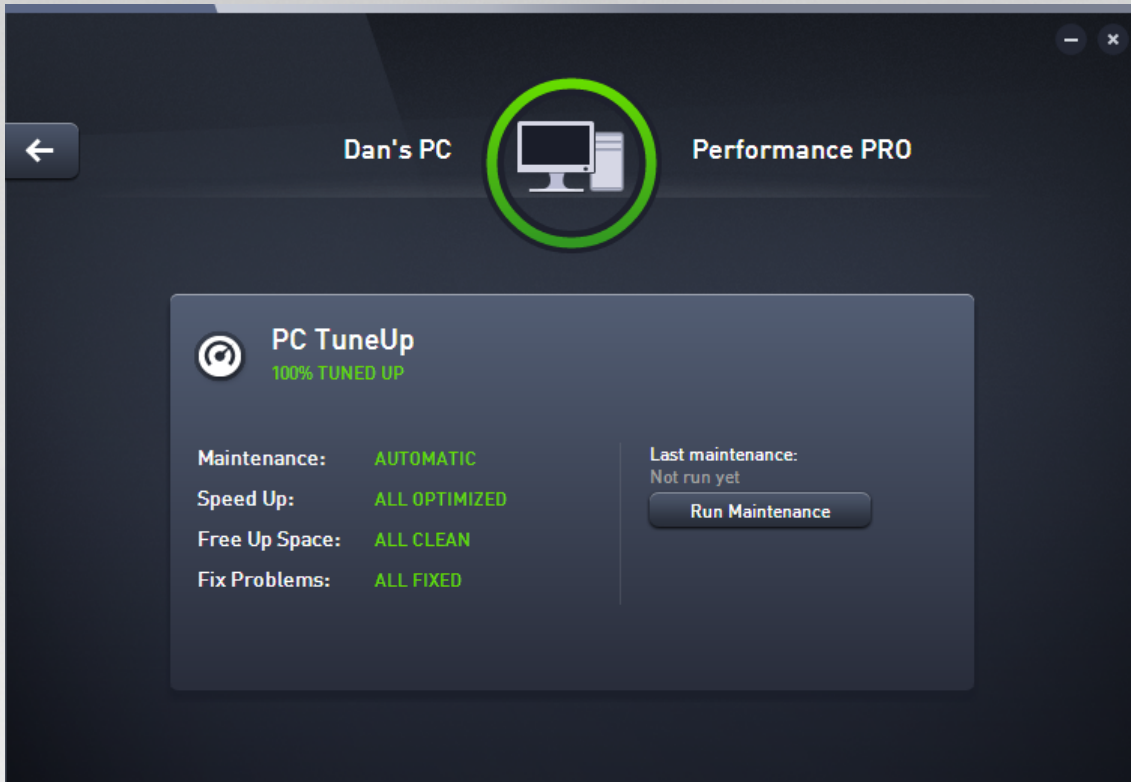 Dan's PC
Performance PRO
PC TuneUp
100% TUNED UP
Maintenance: AUTOMATIC
Speed Up: ALL OPTIMIZED
Free Up Space: ALL CLEAN
Fix Problems: ALL FIXED
Last maintenance:
Not run yet
Run Maintenance